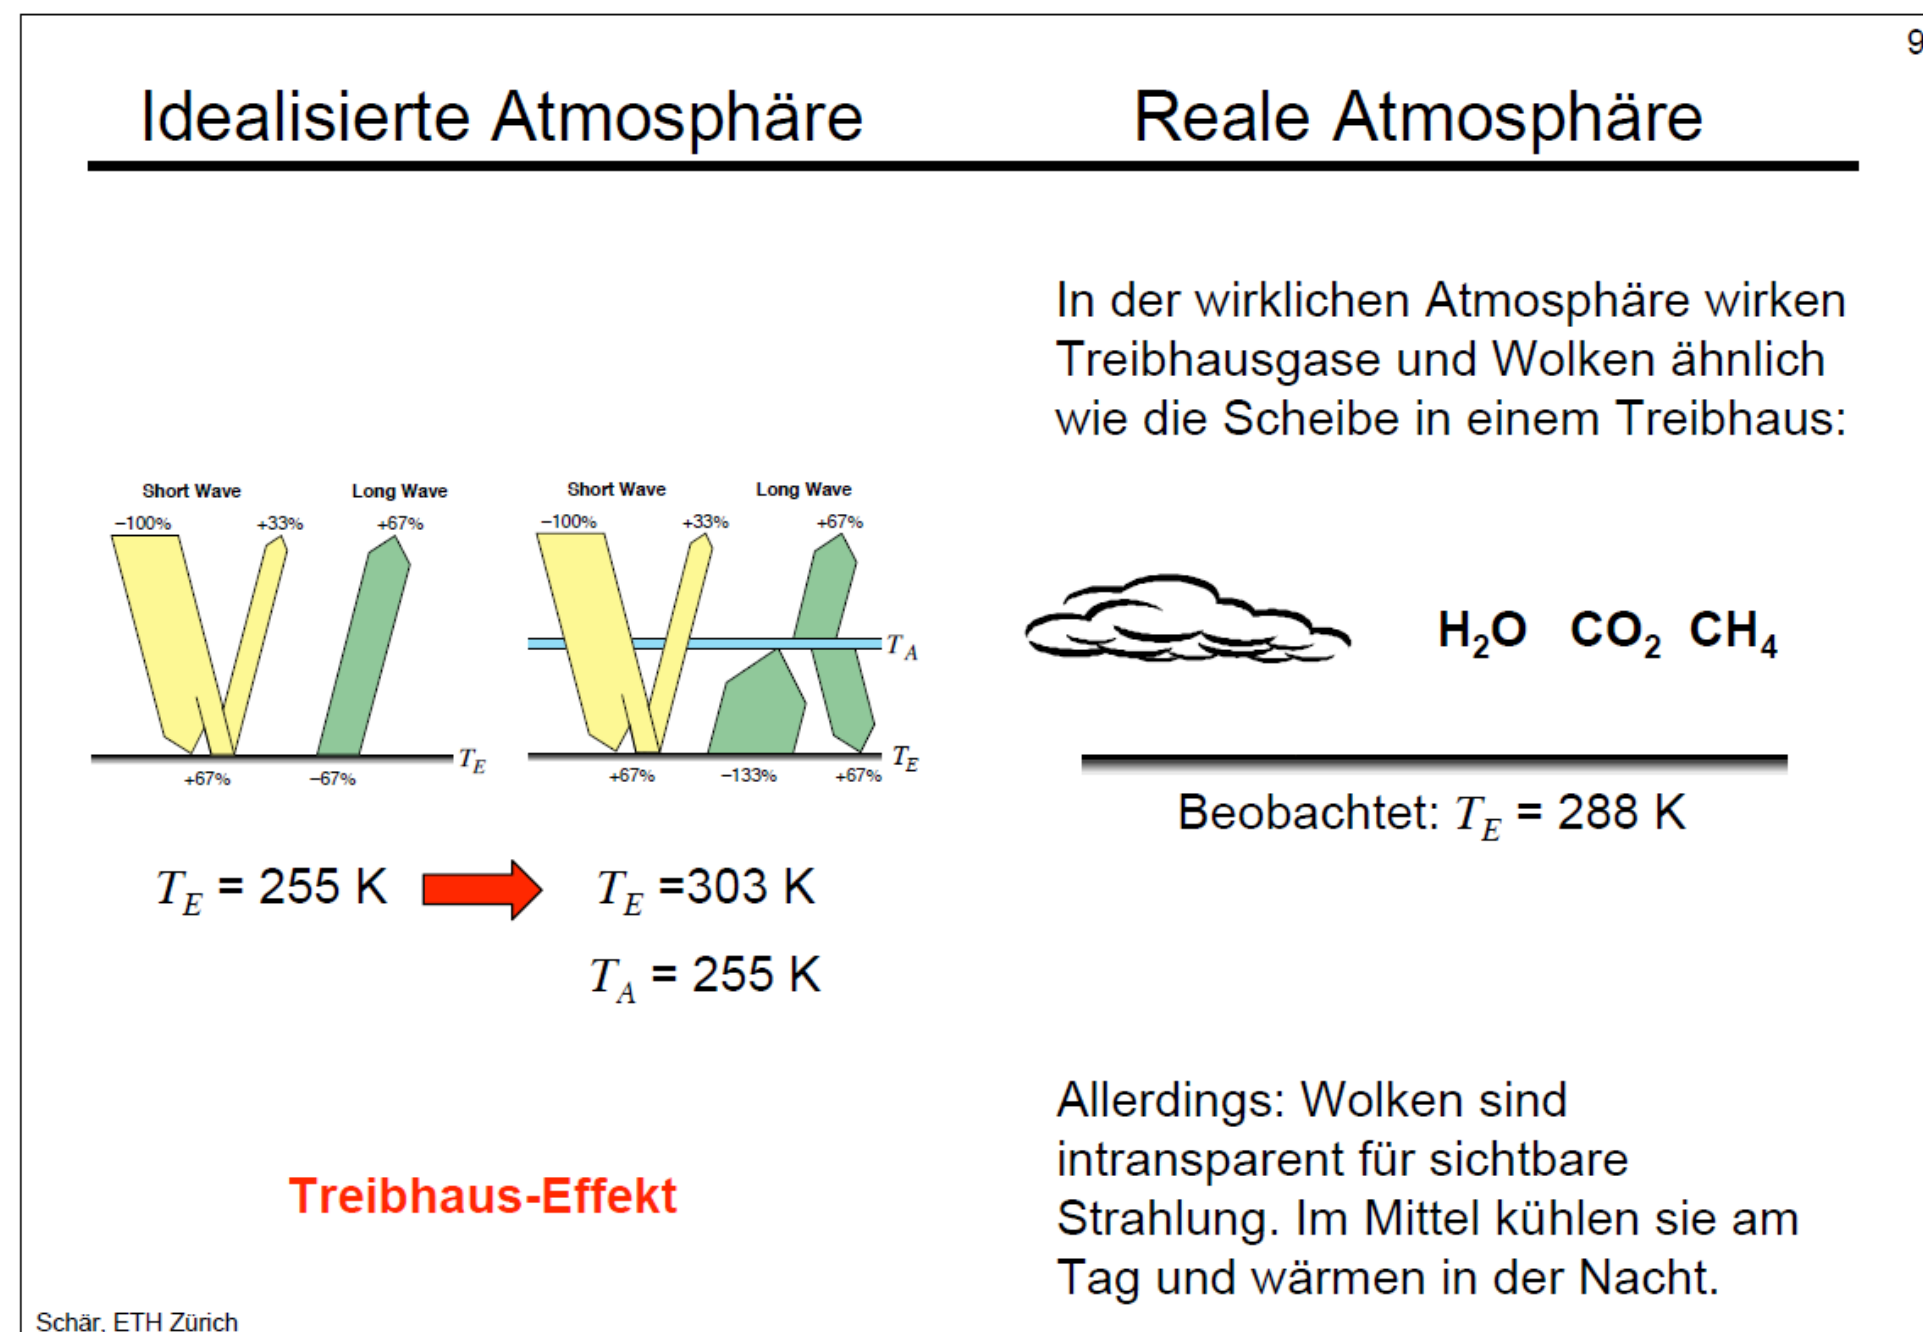 9
Idealisierte Atmosphäre
Reale Atmosphäre
In der wirklichen Atmosphäre wirken
Treibhausgase und Wolken ähnlich
wie die Scheibe in einem Treibhaus:
Short Wave
Long Wave
−100%
+33%
+67%
T_E
+67%
−67%
Short Wave
Long Wave
−100%
+33%
+67%
T_A
T_E
+67%
−133%
+67%
H₂O CO₂ CH₄
Beobachtet: T_E = 288 K
T_E = 255 K
T_E =303 K
T_A = 255 K
Treibhaus-Effekt
Allerdings: Wolken sind
intransparent für sichtbare
Strahlung. Im Mittel kühlen sie am
Tag und wärmen in der Nacht.
Schär, ETH Zürich